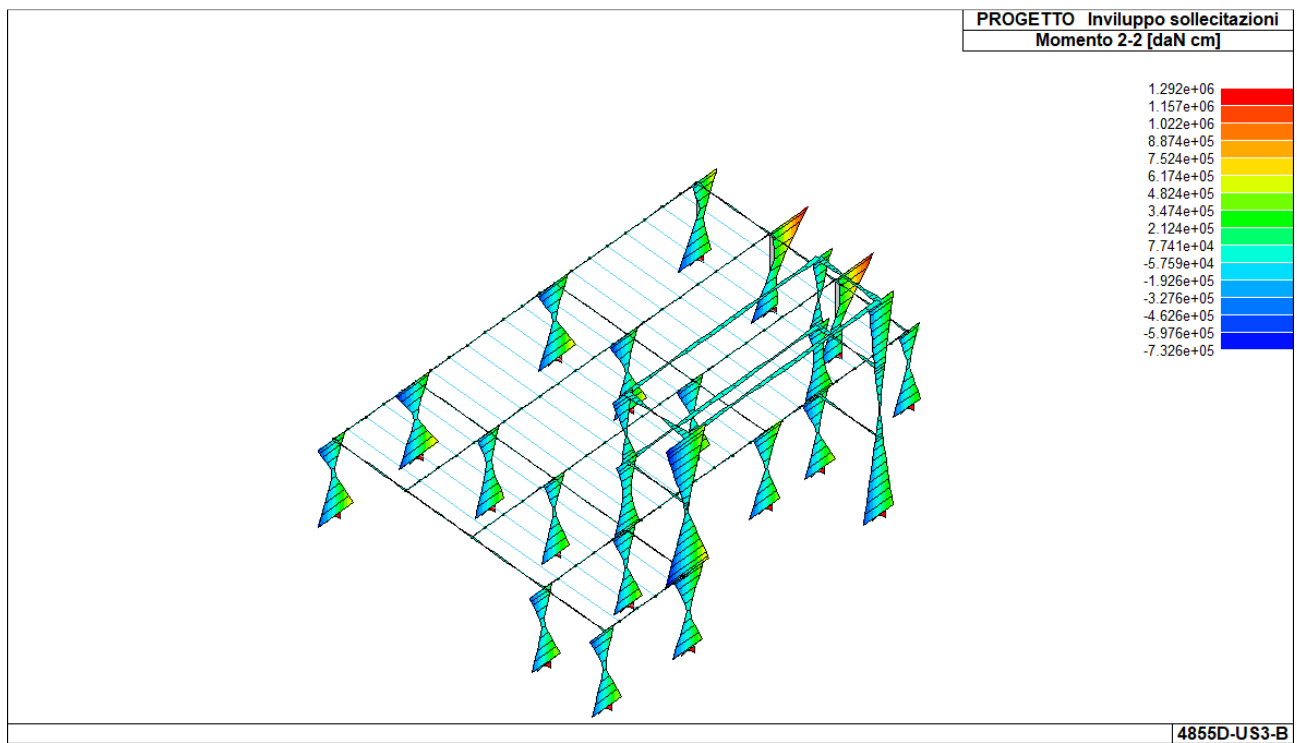 PROGETTO Inviluppo sollecitazioni
Momento 2-2 [daN cm]
1.292e+06
1.157e+06
1.022e+06
8.874e+05
7.524e+05
6.174e+05
4.824e+05
3.474e+05
2.124e+05
7.741e+04
-5.759e+04
-1.926e+05
-3.276e+05
-4.626e+05
-5.976e+05
-7.326e+05
4855D-US3-B